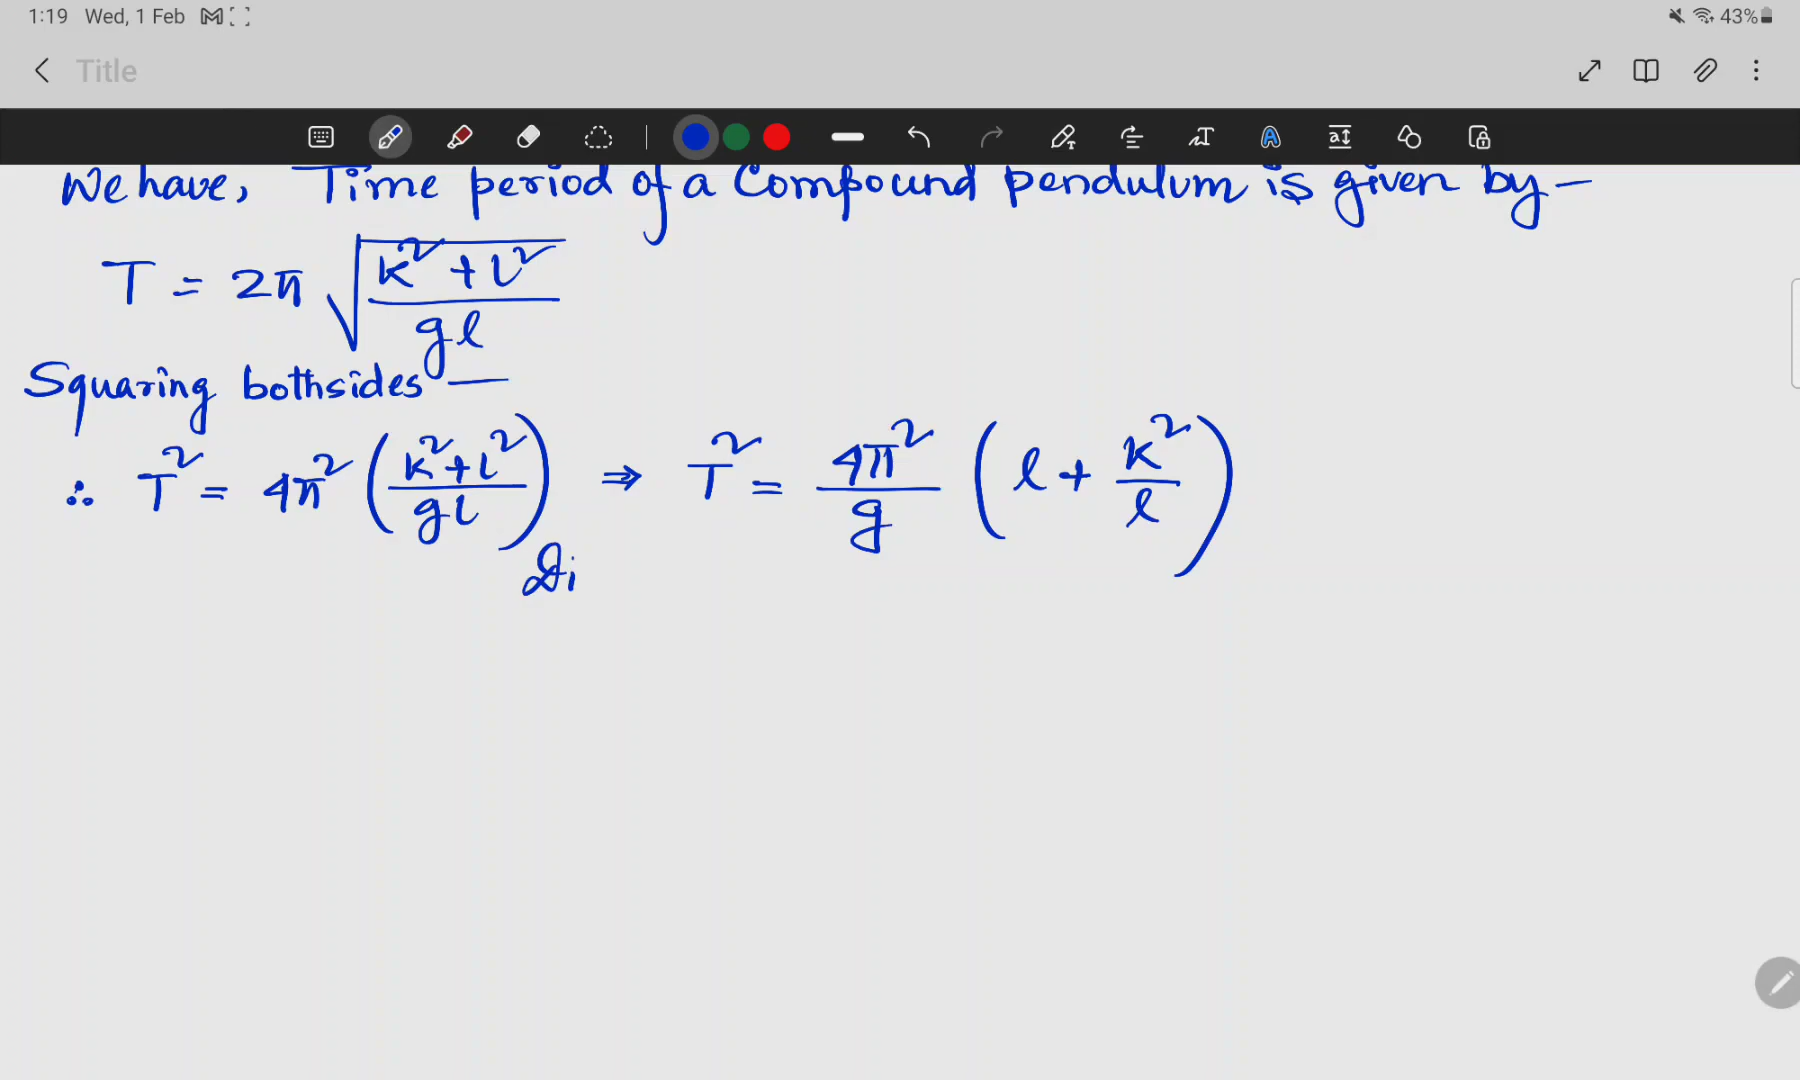 1:19 Wed, 1 Feb 43%
Title
We have, Time period of a Compound pendulum is given by —
T = 2π √((k² + l²)/(gl))
Squaring bothsides —
∴ T² = 4π² ((k² + l²)/(gl)) ⇒ T² = (4π²/g) (l + k²/l)
Di